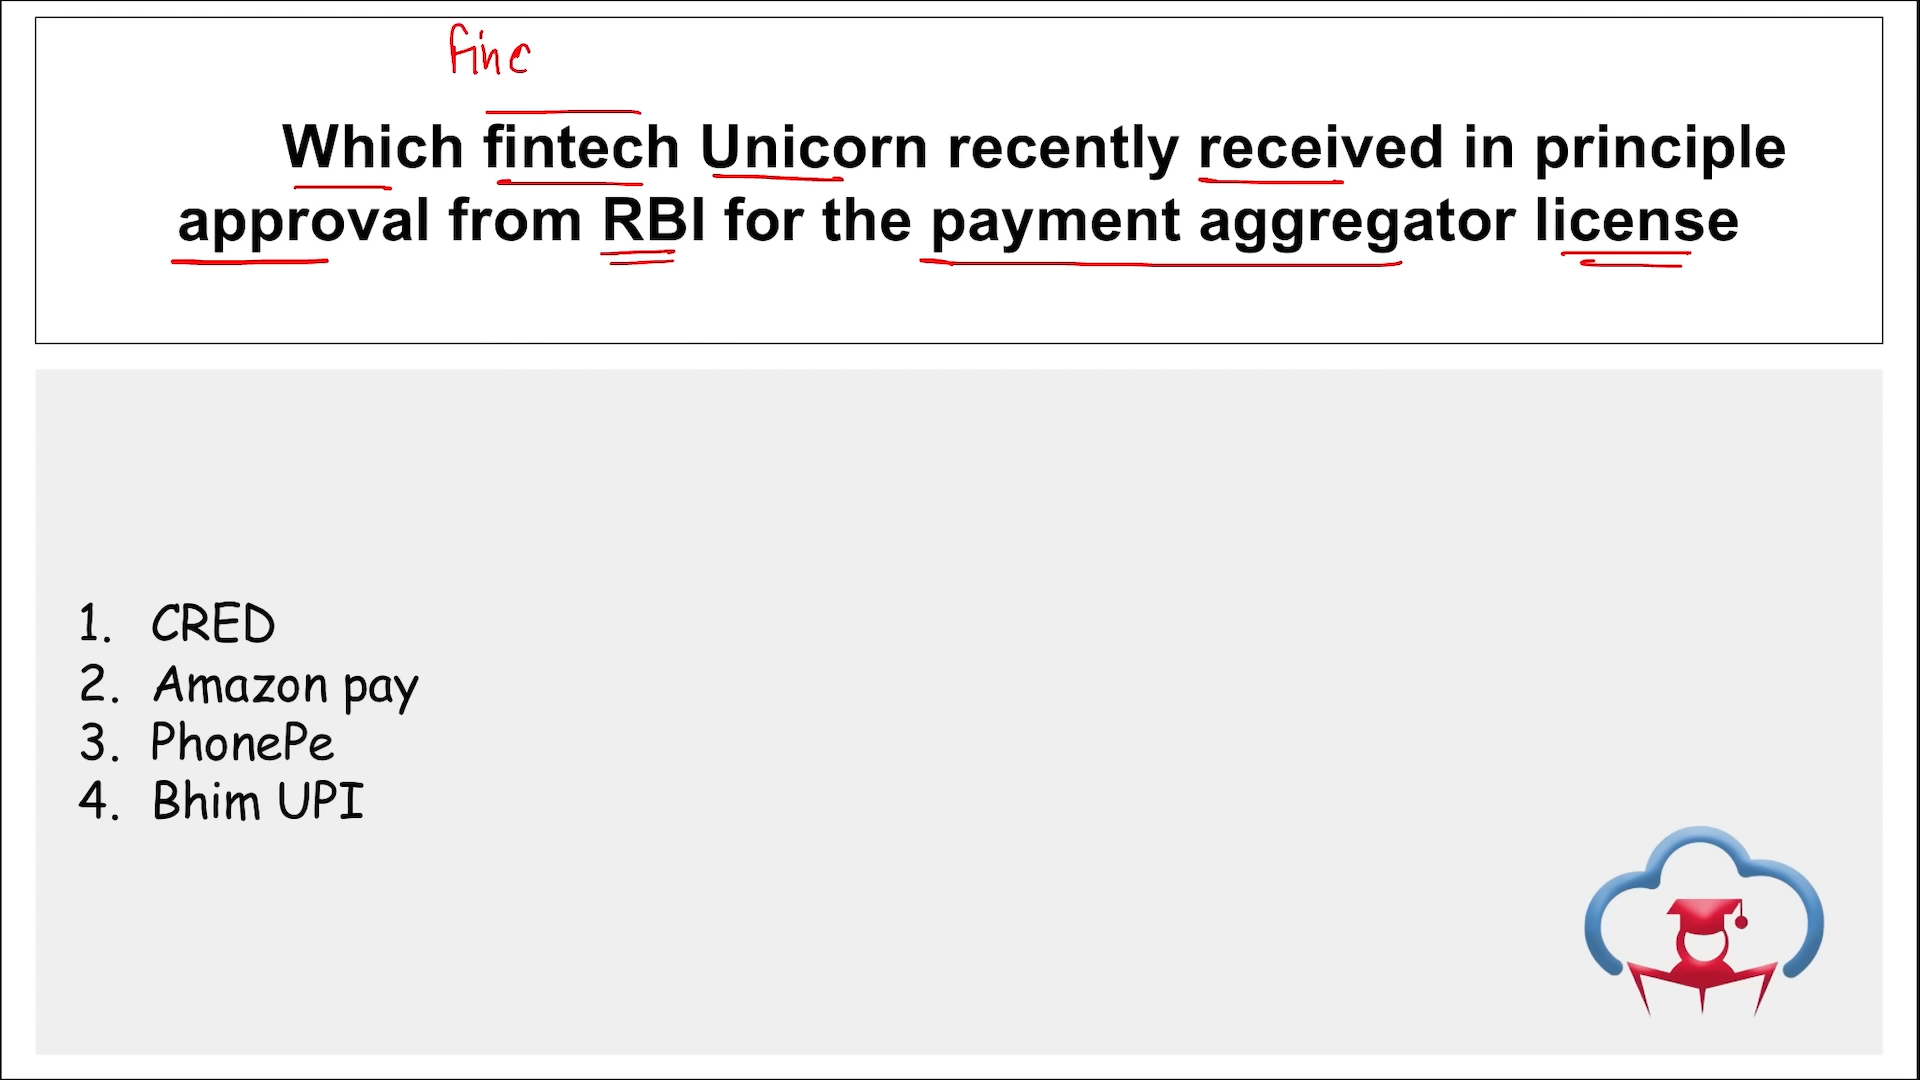 fine
Which fintech Unicorn recently received in principle
approval from RBI for the payment aggregator license
1. CRED
2. Amazon pay
3. PhonePe
4. Bhim UPI